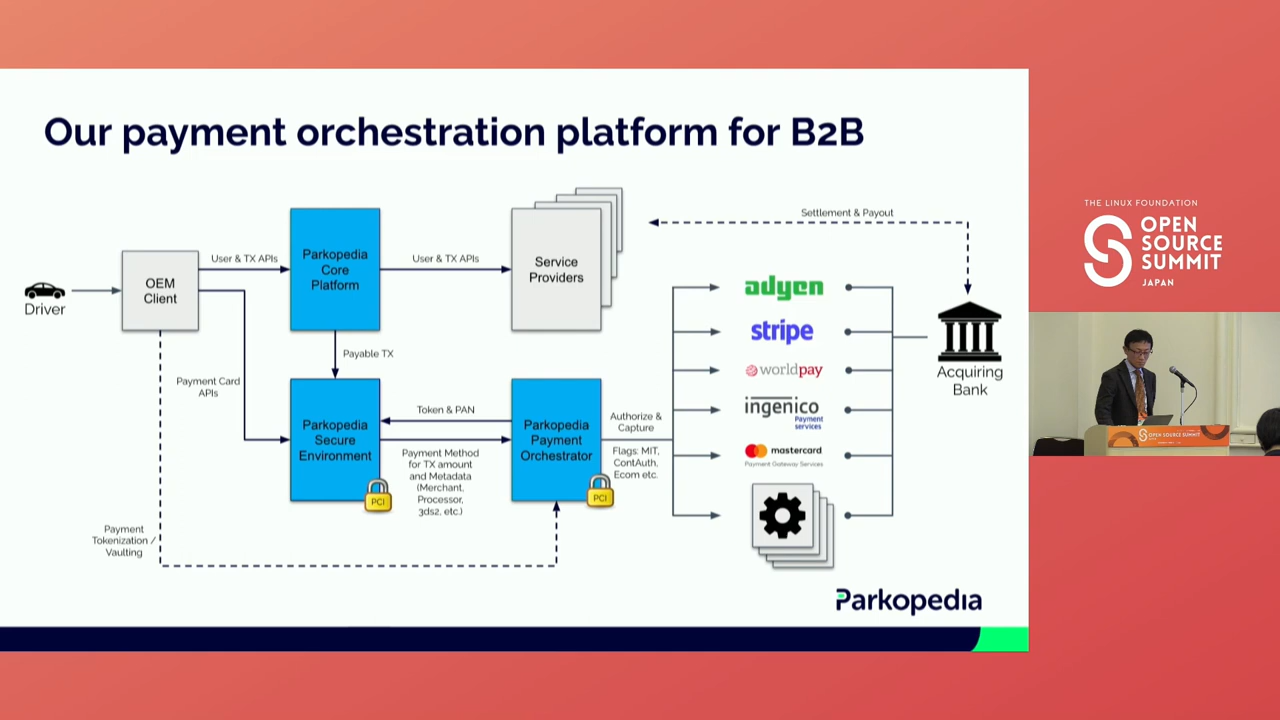 Our payment orchestration platform for B2B
Settlement & Payout
User & TX APIs
Parkopedia
Core
Platform
User & TX APIs
Service
Providers
OEM
Client
Driver
Payable TX
Payment Card
APIs
Parkopedia
Secure
Environment
PCI
Token & PAN
Payment Method
for TX amount
and Metadata
(Merchant,
Processor,
3ds2, etc.)
Parkopedia
Payment
Orchestrator
PCI
Authorize &
Capture
Flags: MIT,
ContAuth,
Ecom etc.
adyen
stripe
worldpay
ingenico
Payment
services
mastercard
Payment Gateway Services
Acquiring
Bank
Payment
Tokenization /
Vaulting
Parkopedia
THE LINUX FOUNDATION
OPEN
SOURCE
SUMMIT
JAPAN
OPEN SOURCE SUMMIT